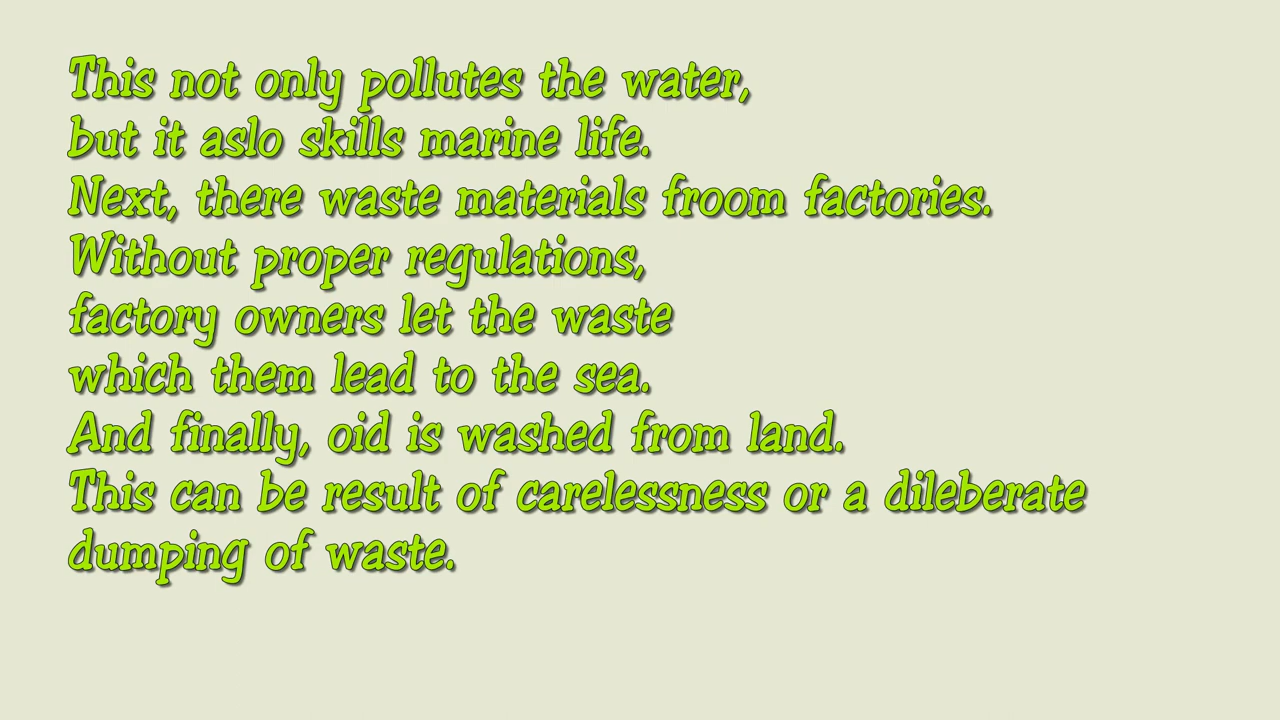 This not only pollutes the water,
but it aslo skills marine life.
Next, there waste materials froom factories.
Without proper regulations,
factory owners let the waste
which them lead to the sea.
And finally, oid is washed from land.
This can be result of carelessness or a dileberate
dumping of waste.